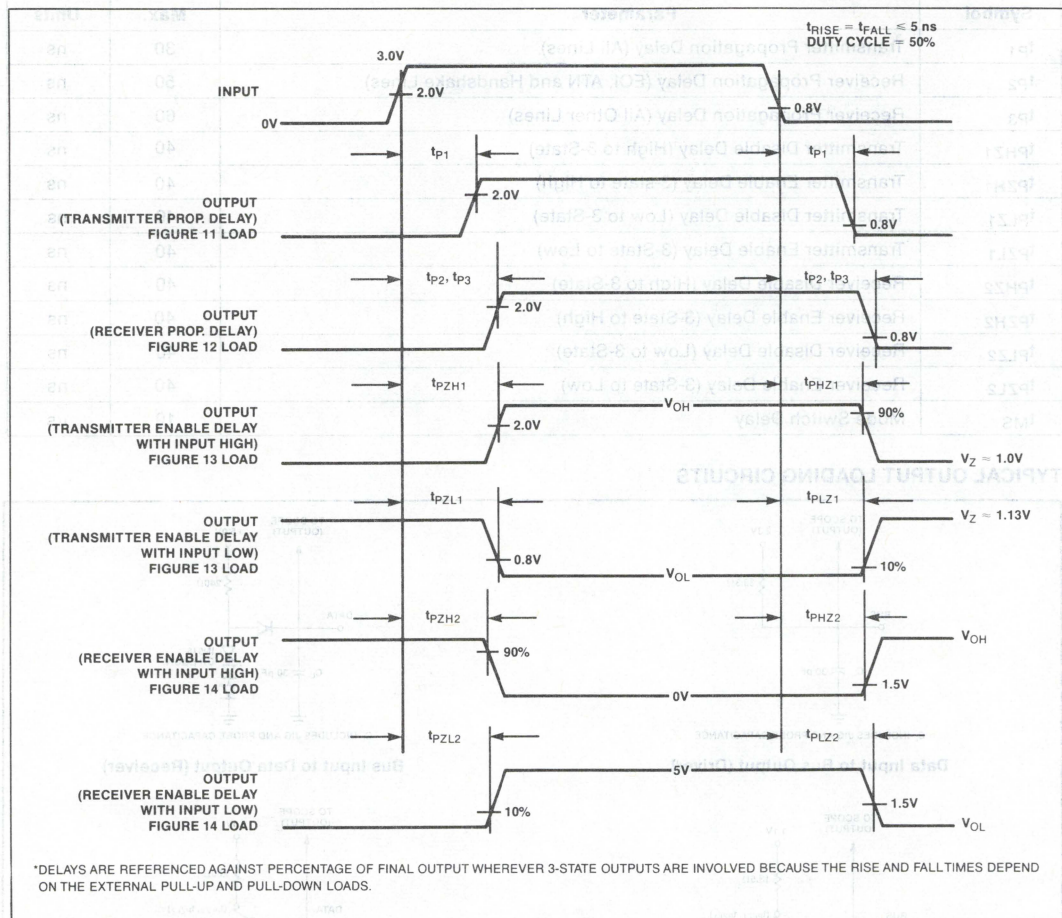 tRISE = tFALL ≤ 5 ns
DUTY CYCLE = 50%
3.0V
INPUT
2.0V
0.8V
0V
tP1
tP1
OUTPUT
(TRANSMITTER PROP. DELAY)
FIGURE 11 LOAD
2.0V
0.8V
tP2, tP3
tP2, tP3
OUTPUT
(RECEIVER PROP. DELAY)
FIGURE 12 LOAD
2.0V
0.8V
tPZH1
tPHZ1
OUTPUT
(TRANSMITTER ENABLE DELAY
WITH INPUT HIGH)
FIGURE 13 LOAD
2.0V
VOH
90%
VZ ≈ 1.0V
tPZL1
tPLZ1
OUTPUT
(TRANSMITTER ENABLE DELAY
WITH INPUT LOW)
FIGURE 13 LOAD
0.8V
VOL
VZ ≈ 1.13V
10%
tPZH2
tPHZ2
OUTPUT
(RECEIVER ENABLE DELAY
WITH INPUT HIGH)
FIGURE 14 LOAD
90%
0V
VOH
1.5V
tPZL2
tPLZ2
OUTPUT
(RECEIVER ENABLE DELAY
WITH INPUT LOW)
FIGURE 14 LOAD
10%
5V
1.5V
VOL
*DELAYS ARE REFERENCED AGAINST PERCENTAGE OF FINAL OUTPUT WHEREVER 3-STATE OUTPUTS ARE INVOLVED BECAUSE THE RISE AND FALL TIMES DEPEND
ON THE EXTERNAL PULL-UP AND PULL-DOWN LOADS.